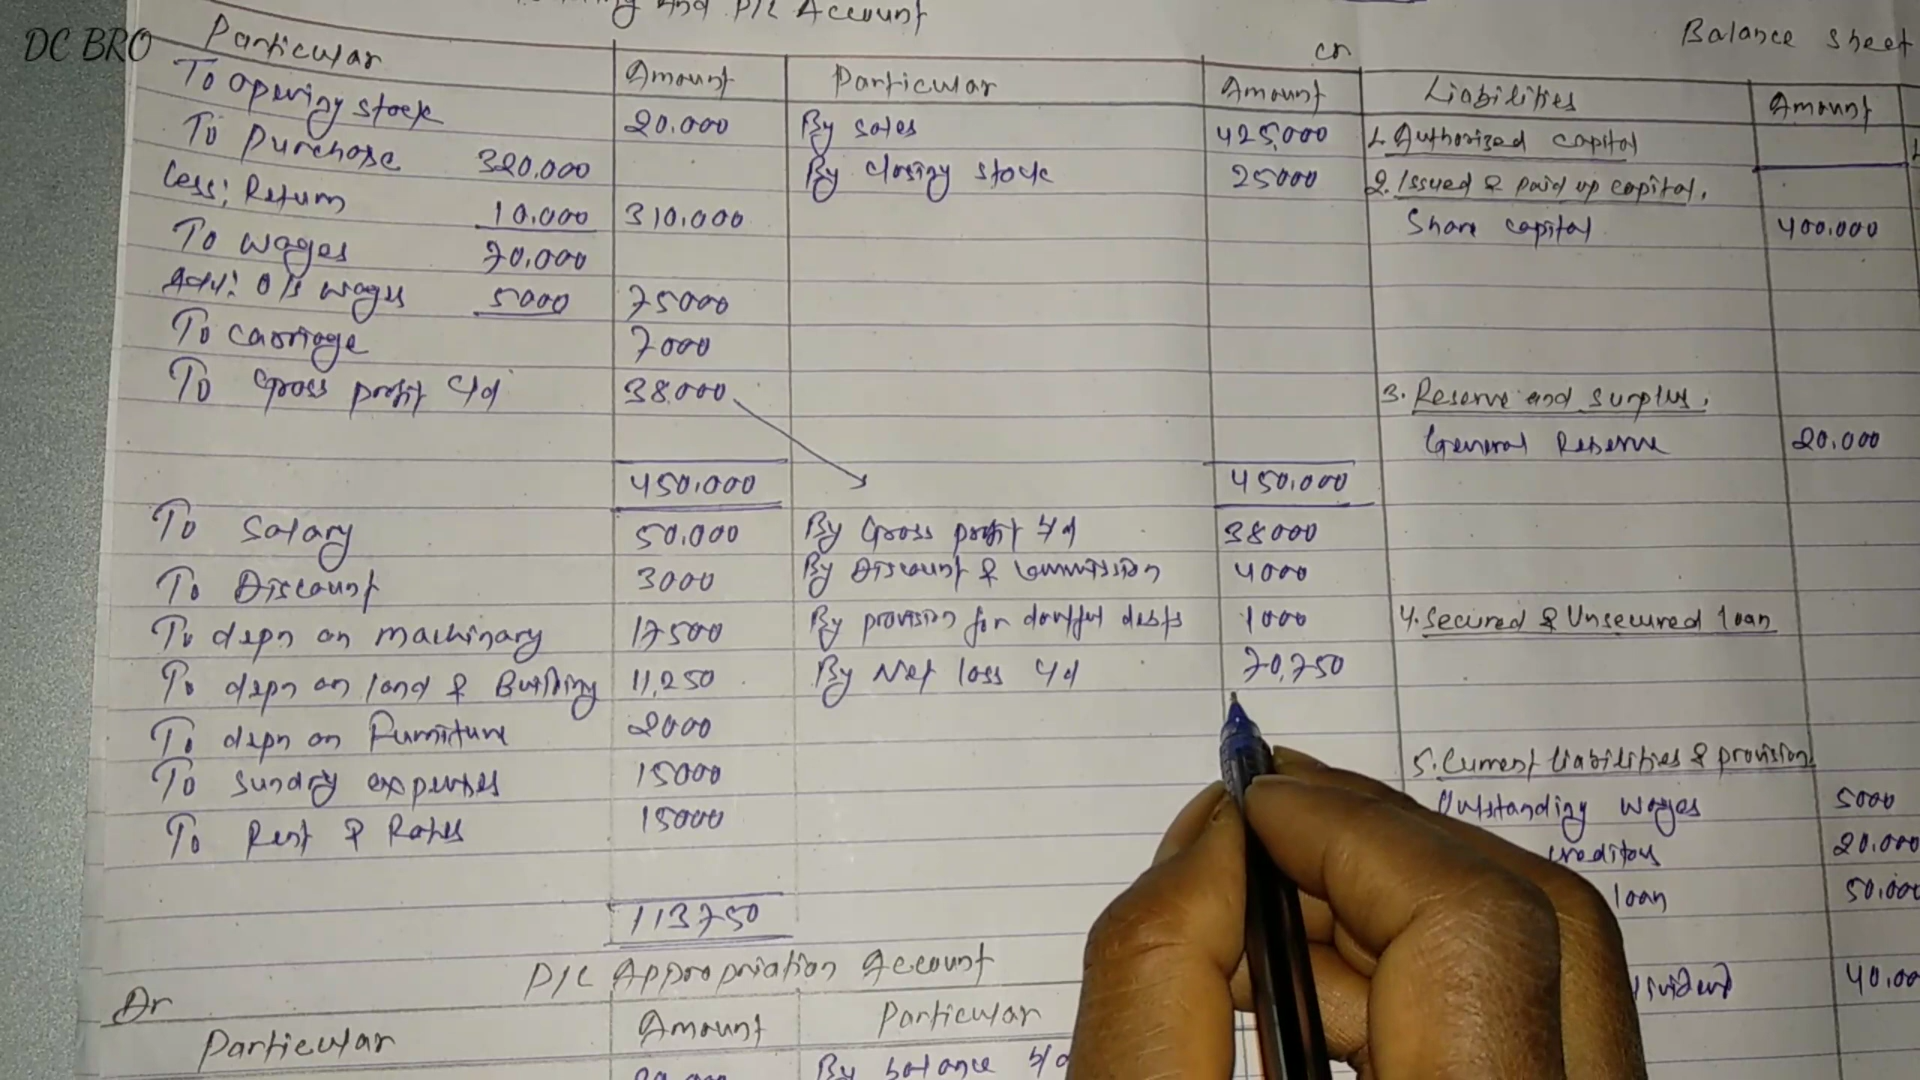 and P/L Account
DC BRO
Balance sheet
cr
Particular Amount Particular Amount Liabilities Amount
To opening stock 20.000 By sales 425,000 1. Authorized capital
To purchase 320,000 By closing stock 25000 2. Issued & paid up capital.
Less: Return 10,000 310,000 Share capital 400.000
To wages 70,000
Add: O/s wages 5000 75000
To carriage 7000
To Gross profit c/d 38.000 3. Reserve and surplus.
General Reserve 20.000
450.000 450.000
To Salary 50.000 By Gross profit b/d 38000
To Discount 3000 By Discount & commission 4000
To depn on machinary 17500 By provision for doutful debts 1000 4. Secured & Unsecured loan
To depn on land & Building 11,250 By Net loss c/d 70,750
To depn on Furniture 2000
To sundry expenses 15000 5. Current liabilities & provision
To Rent & Rates 15000 Outstanding wages 5000
creditors 20.000
loan 50.000
113750
P/L Appropriation Account
Dr 40.00
Particular Amount Particular
By balance b/d